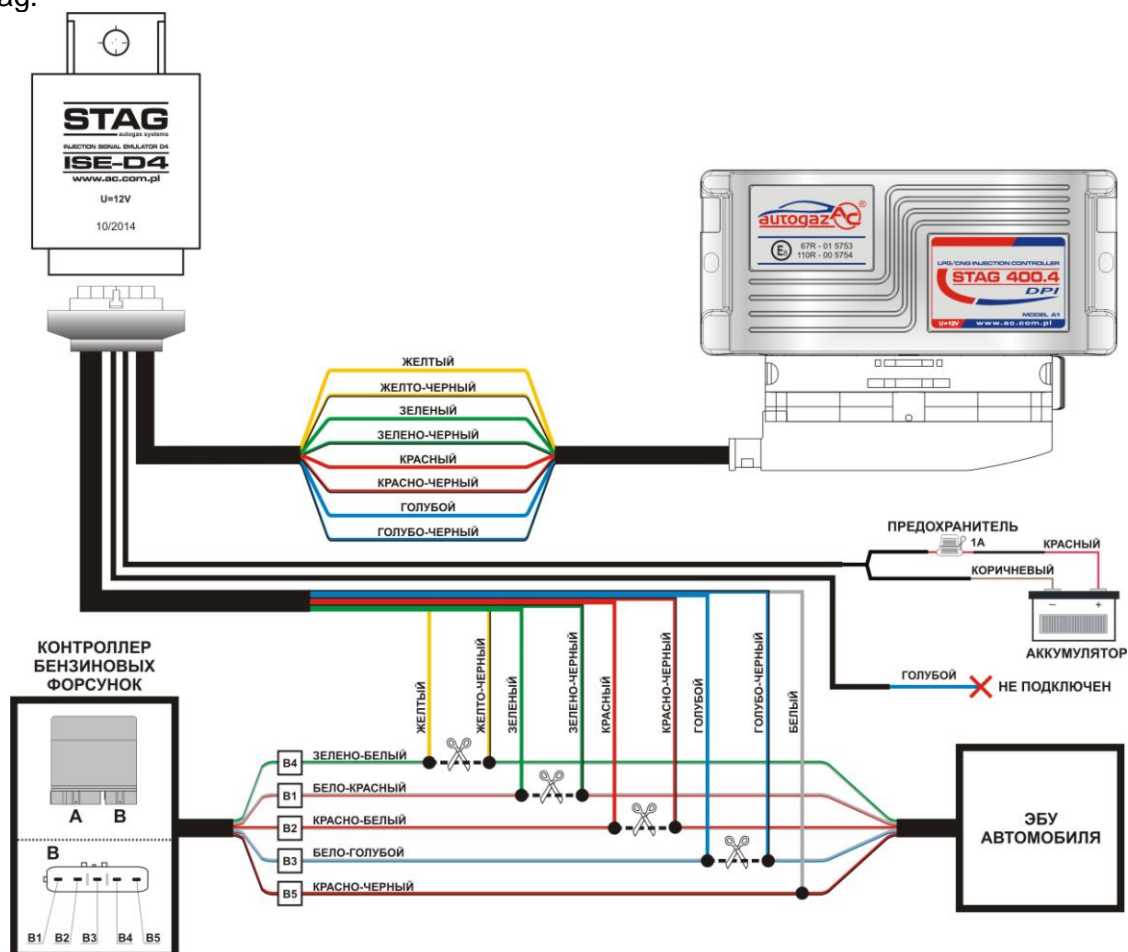 ag.
STAG
autogas systems
INJECTION SIGNAL EMULATOR D4
ISE-D4
www.ac.com.pl
U=12V
10/2014
autogaz AC ®
67R - 01 5753
110R - 00 5754
LPG/CNG INJECTION CONTROLLER
STAG 400.4
DPI
MODEL A1
U=12V www.ac.com.pl
ЖЕЛТЫЙ
ЖЕЛТО-ЧЕРНЫЙ
ЗЕЛЕНЫЙ
ЗЕЛЕНО-ЧЕРНЫЙ
КРАСНЫЙ
КРАСНО-ЧЕРНЫЙ
ГОЛУБОЙ
ГОЛУБО-ЧЕРНЫЙ
ПРЕДОХРАНИТЕЛЬ
1А
КРАСНЫЙ
КОРИЧНЕВЫЙ
− +
АККУМУЛЯТОР
ГОЛУБОЙ
НЕ ПОДКЛЮЧЕН
ЖЕЛТЫЙ
ЖЕЛТО-ЧЕРНЫЙ
ЗЕЛЕНЫЙ
ЗЕЛЕНО-ЧЕРНЫЙ
КРАСНЫЙ
КРАСНО-ЧЕРНЫЙ
ГОЛУБОЙ
ГОЛУБО-ЧЕРНЫЙ
БЕЛЫЙ
КОНТРОЛЛЕР
БЕНЗИНОВЫХ
ФОРСУНОК
A B
B
B1 B2 B3 B4 B5
B4 ЗЕЛЕНО-БЕЛЫЙ
B1 БЕЛО-КРАСНЫЙ
B2 КРАСНО-БЕЛЫЙ
B3 БЕЛО-ГОЛУБОЙ
B5 КРАСНО-ЧЕРНЫЙ
ЭБУ
АВТОМОБИЛЯ